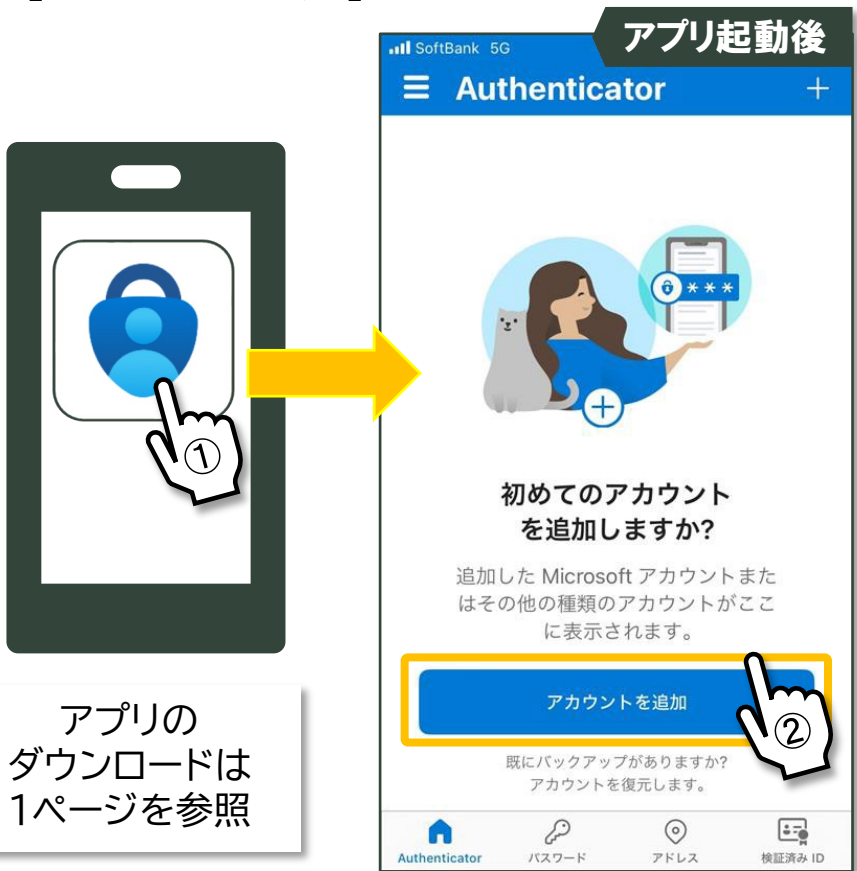 アプリ起動後
SoftBank 5G
Authenticator
***
①
初めてのアカウント
を追加しますか?
追加した Microsoft アカウントまた
はその他の種類のアカウントがここ
に表示されます。
アカウントを追加
②
既にバックアップがありますか?
アカウントを復元します。
Authenticator
パスワード
アドレス
検証済み ID
アプリの
ダウンロードは
1ページを参照